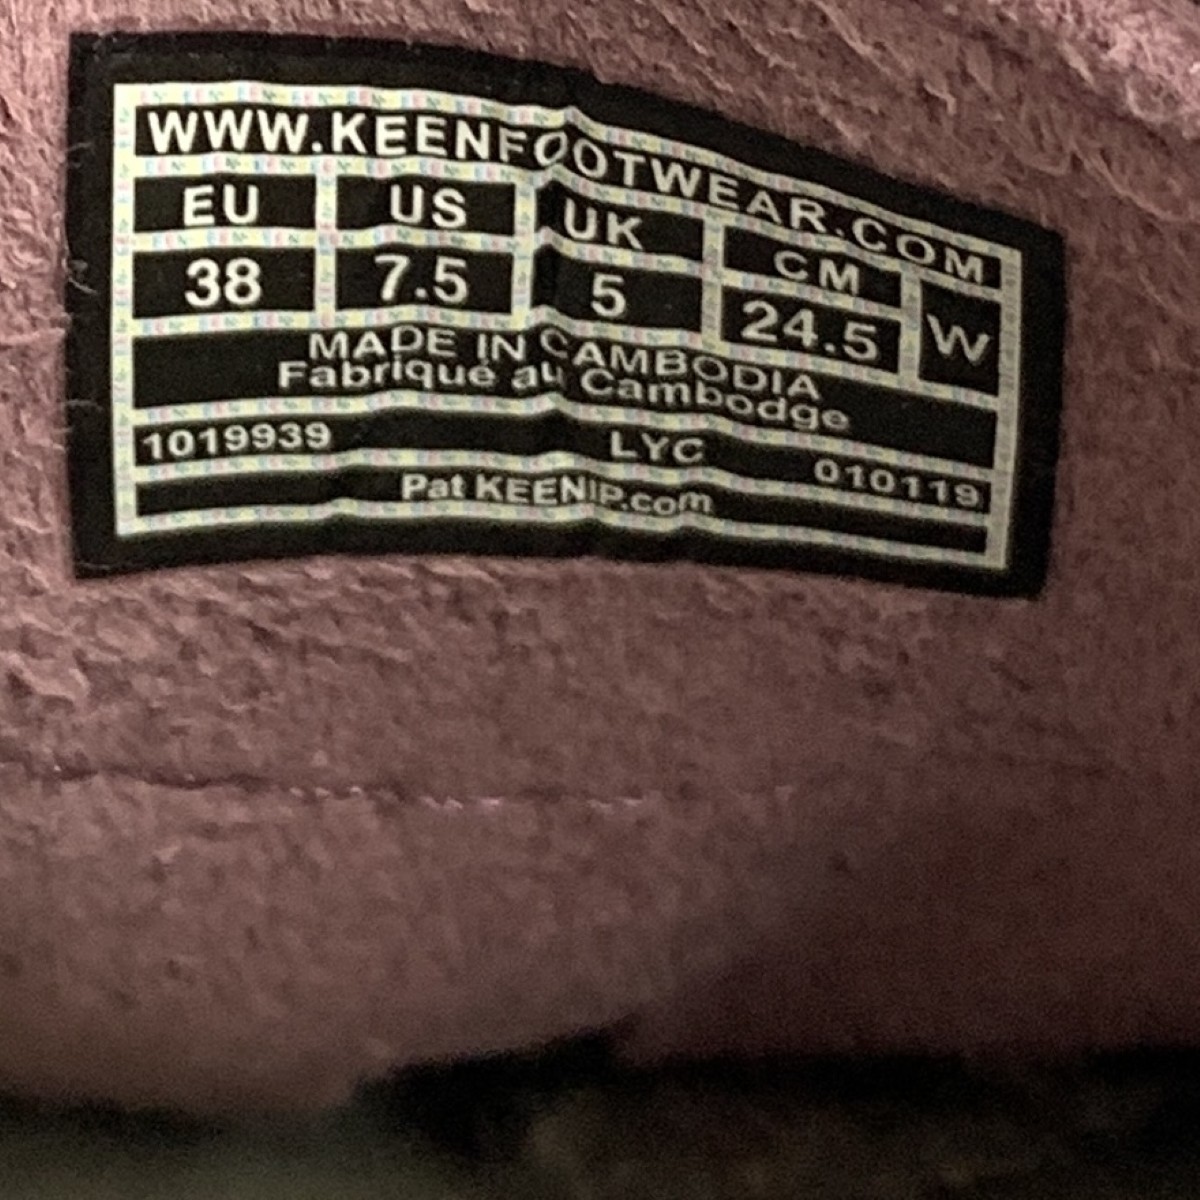 WWW.KEENFOOTWEAR.COM
EU US UK CM W
38 7.5 5 24.5
MADE IN CAMBODIA
Fabriqué au Cambodge
1019939 LYC 010119
Pat KEENIP.com